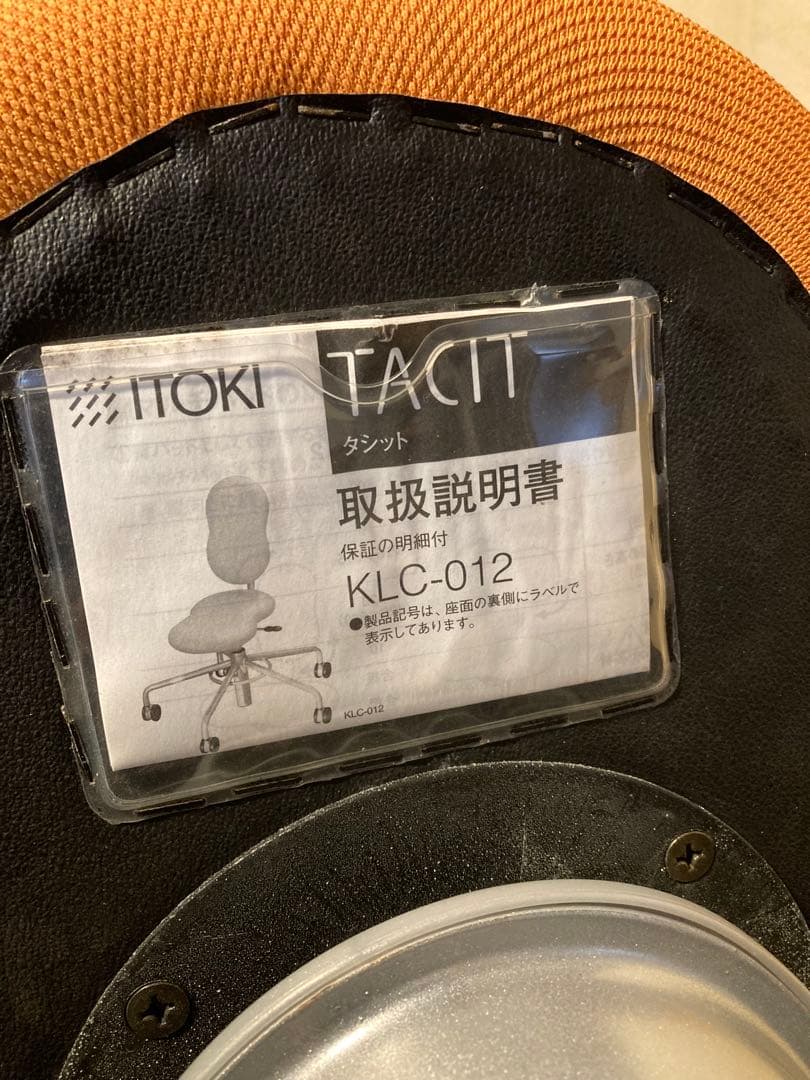 ITOKI
TACIT
タシット
取扱説明書
保証の明細付
KLC-012
●製品記号は、座面の裏側にラベルで
表示してあります。
KLC-012